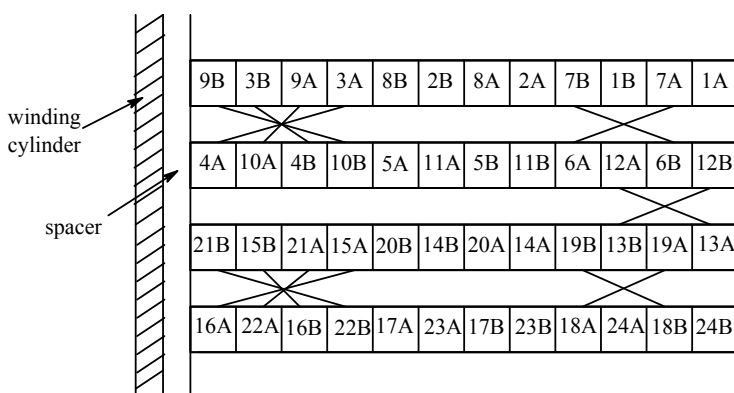 9B 3B 9A 3A 8B 2B 8A 2A 7B 1B 7A 1A
winding
cylinder
4A 10A 4B 10B 5A 11A 5B 11B 6A 12A 6B 12B
spacer
21B 15B 21A 15A 20B 14B 20A 14A 19B 13B 19A 13A
16A 22A 16B 22B 17A 23A 17B 23B 18A 24A 18B 24B